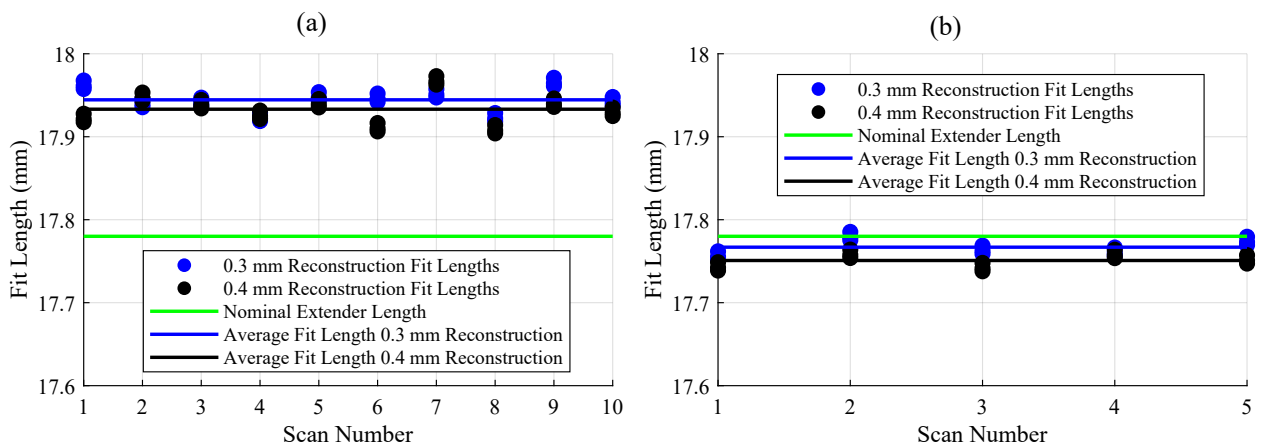 (a)
18
17.9
17.8
17.7
17.6
Fit Length (mm)
1 2 3 4 5 6 7 8 9 10
Scan Number
0.3 mm Reconstruction Fit Lengths
0.4 mm Reconstruction Fit Lengths
Nominal Extender Length
Average Fit Length 0.3 mm Reconstruction
Average Fit Length 0.4 mm Reconstruction
(b)
18
17.9
17.8
17.7
17.6
Fit Length (mm)
1 2 3 4 5
Scan Number
0.3 mm Reconstruction Fit Lengths
0.4 mm Reconstruction Fit Lengths
Nominal Extender Length
Average Fit Length 0.3 mm Reconstruction
Average Fit Length 0.4 mm Reconstruction